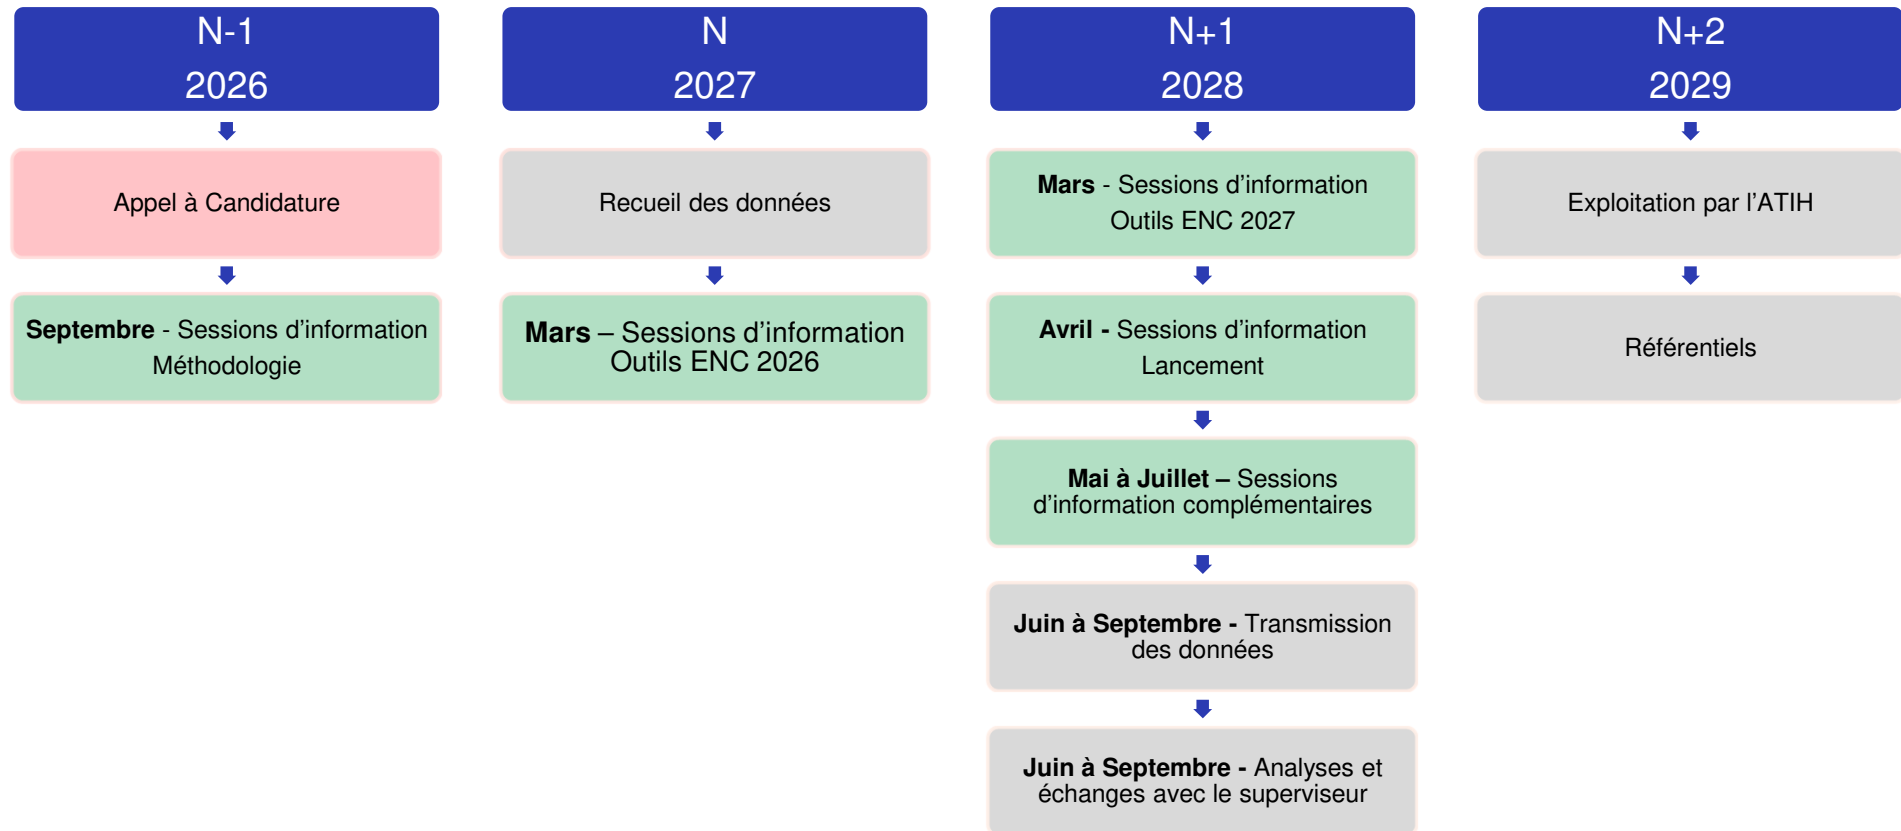 N-1
2026
Appel à Candidature
Septembre - Sessions d’information
Méthodologie
N
2027
Recueil des données
Mars – Sessions d’information
Outils ENC 2026
N+1
2028
Mars - Sessions d’information
Outils ENC 2027
Avril - Sessions d’information
Lancement
Mai à Juillet – Sessions
d’information complémentaires
Juin à Septembre - Transmission
des données
Juin à Septembre - Analyses et
échanges avec le superviseur
N+2
2029
Exploitation par l’ATIH
Référentiels